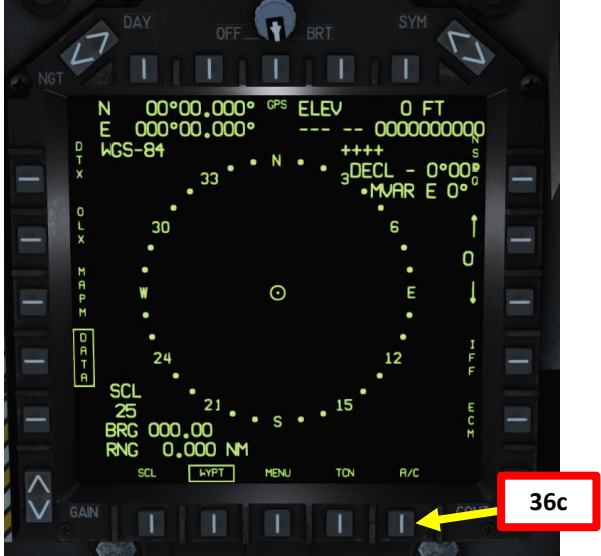 DAY
OFF
BRT
SYM
NGT
N 00°00.000° GPS ELEV 0 FT
E 000°00.000° --- -- 0000000000
WGS-84 ++++
DECL - 0°00
MVAR E 0°
DTX
OLX
MAPM
DATA
0
IFF
ECM
N
3
6
E
12
15
S
21
24
W
30
33
SCL
25
BRG 000.00
RNG 0.000 NM
SCL WYPT MENU TCN A/C
GAIN
36c